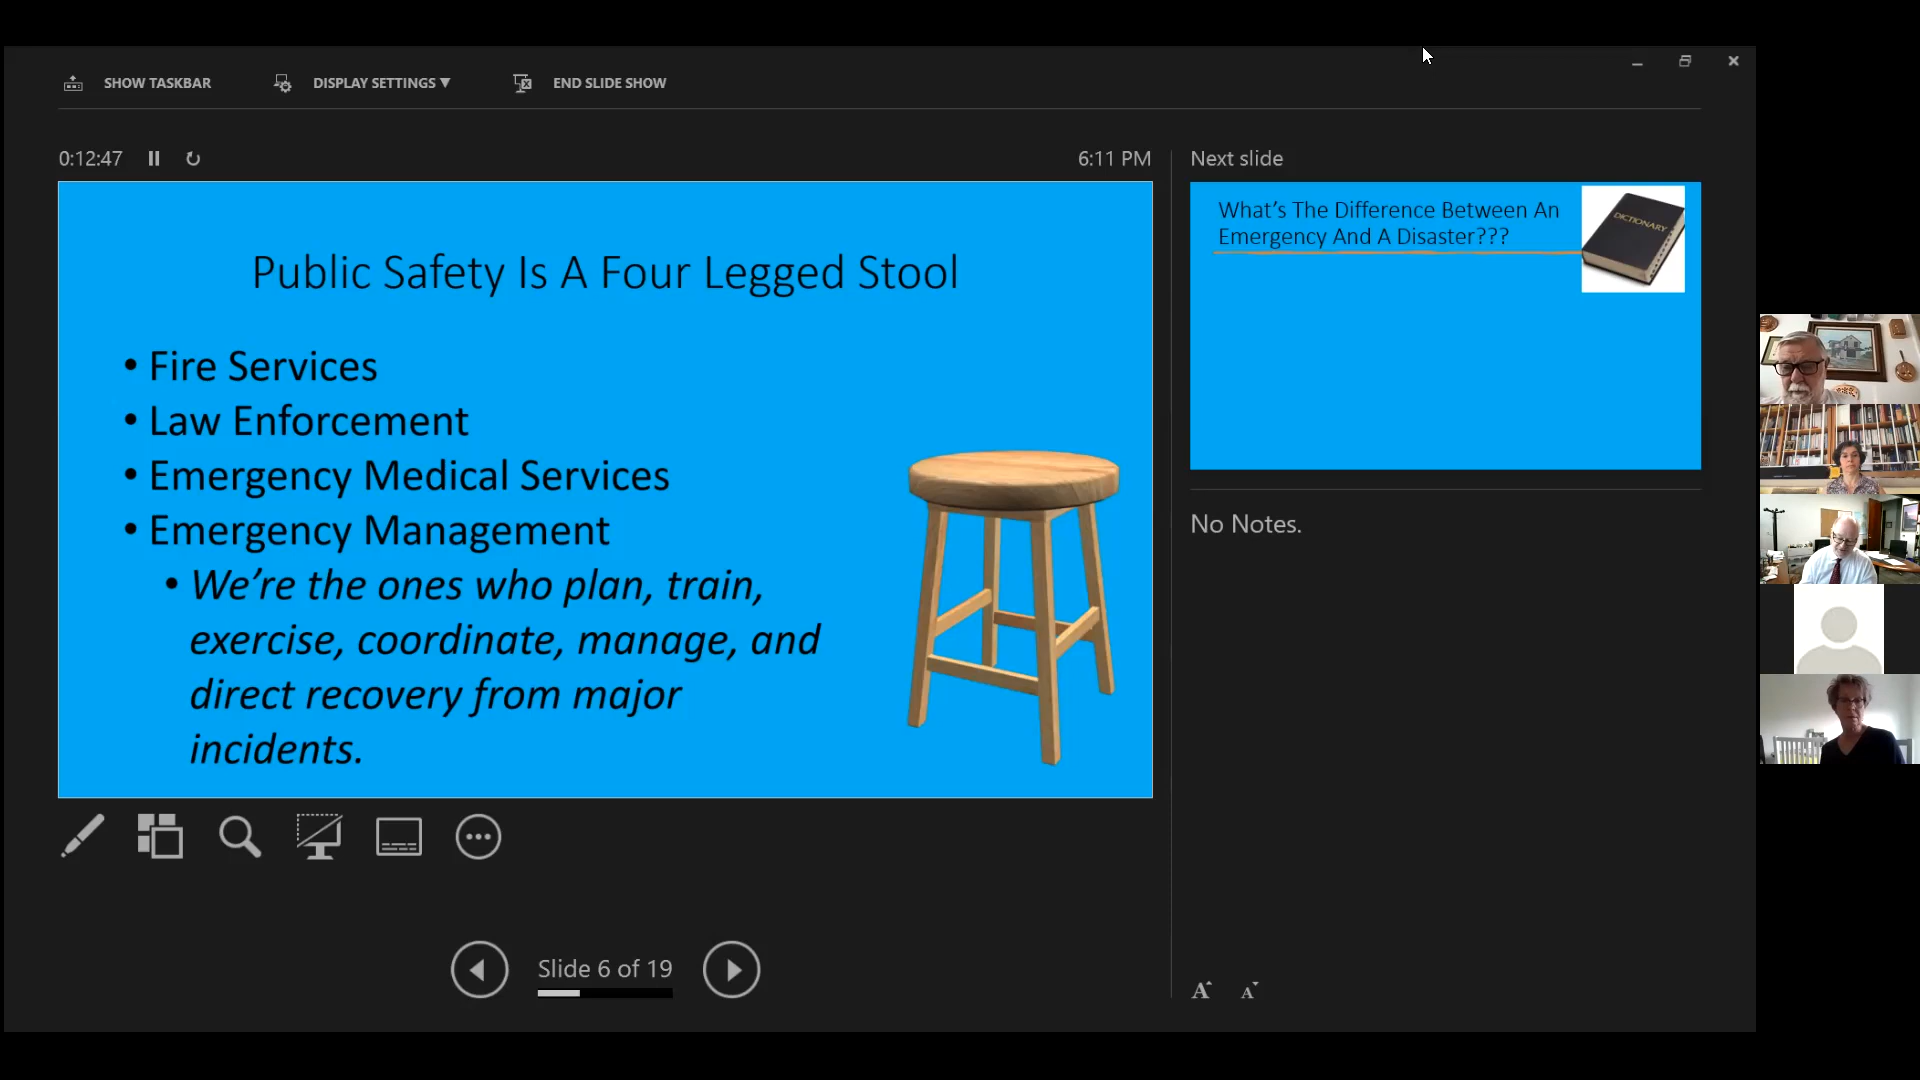 SHOW TASKBAR
DISPLAY SETTINGS ▼
END SLIDE SHOW
0:12:47
6:11 PM
Next slide
Public Safety Is A Four Legged Stool
• Fire Services
• Law Enforcement
• Emergency Medical Services
• Emergency Management
• We’re the ones who plan, train,
exercise, coordinate, manage, and
direct recovery from major
incidents.
What’s The Difference Between An
Emergency And A Disaster???
DICTIONARY
No Notes.
Slide 6 of 19
A A